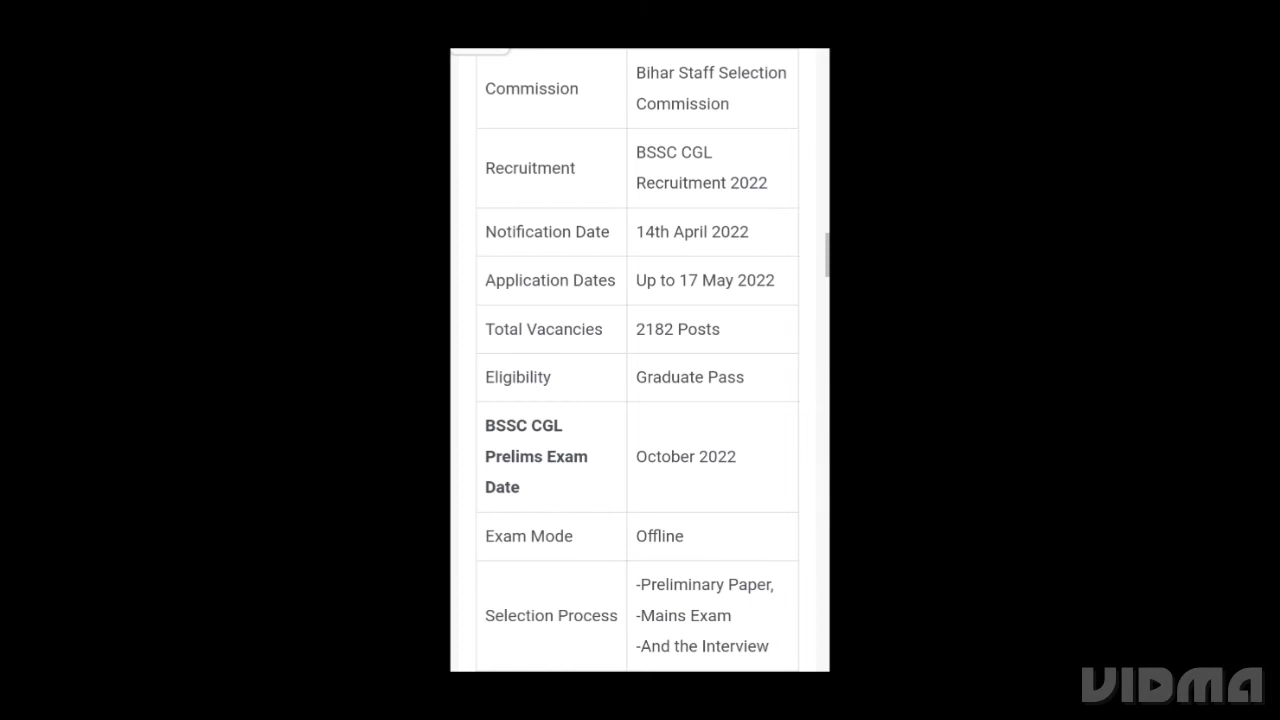 Commission
Bihar Staff Selection
Commission
Recruitment
BSSC CGL
Recruitment 2022
Notification Date
14th April 2022
Application Dates
Up to 17 May 2022
Total Vacancies
2182 Posts
Eligibility
Graduate Pass
BSSC CGL
Prelims Exam
Date
October 2022
Exam Mode
Offline
Selection Process
-Preliminary Paper,
-Mains Exam
-And the Interview
VIDMA